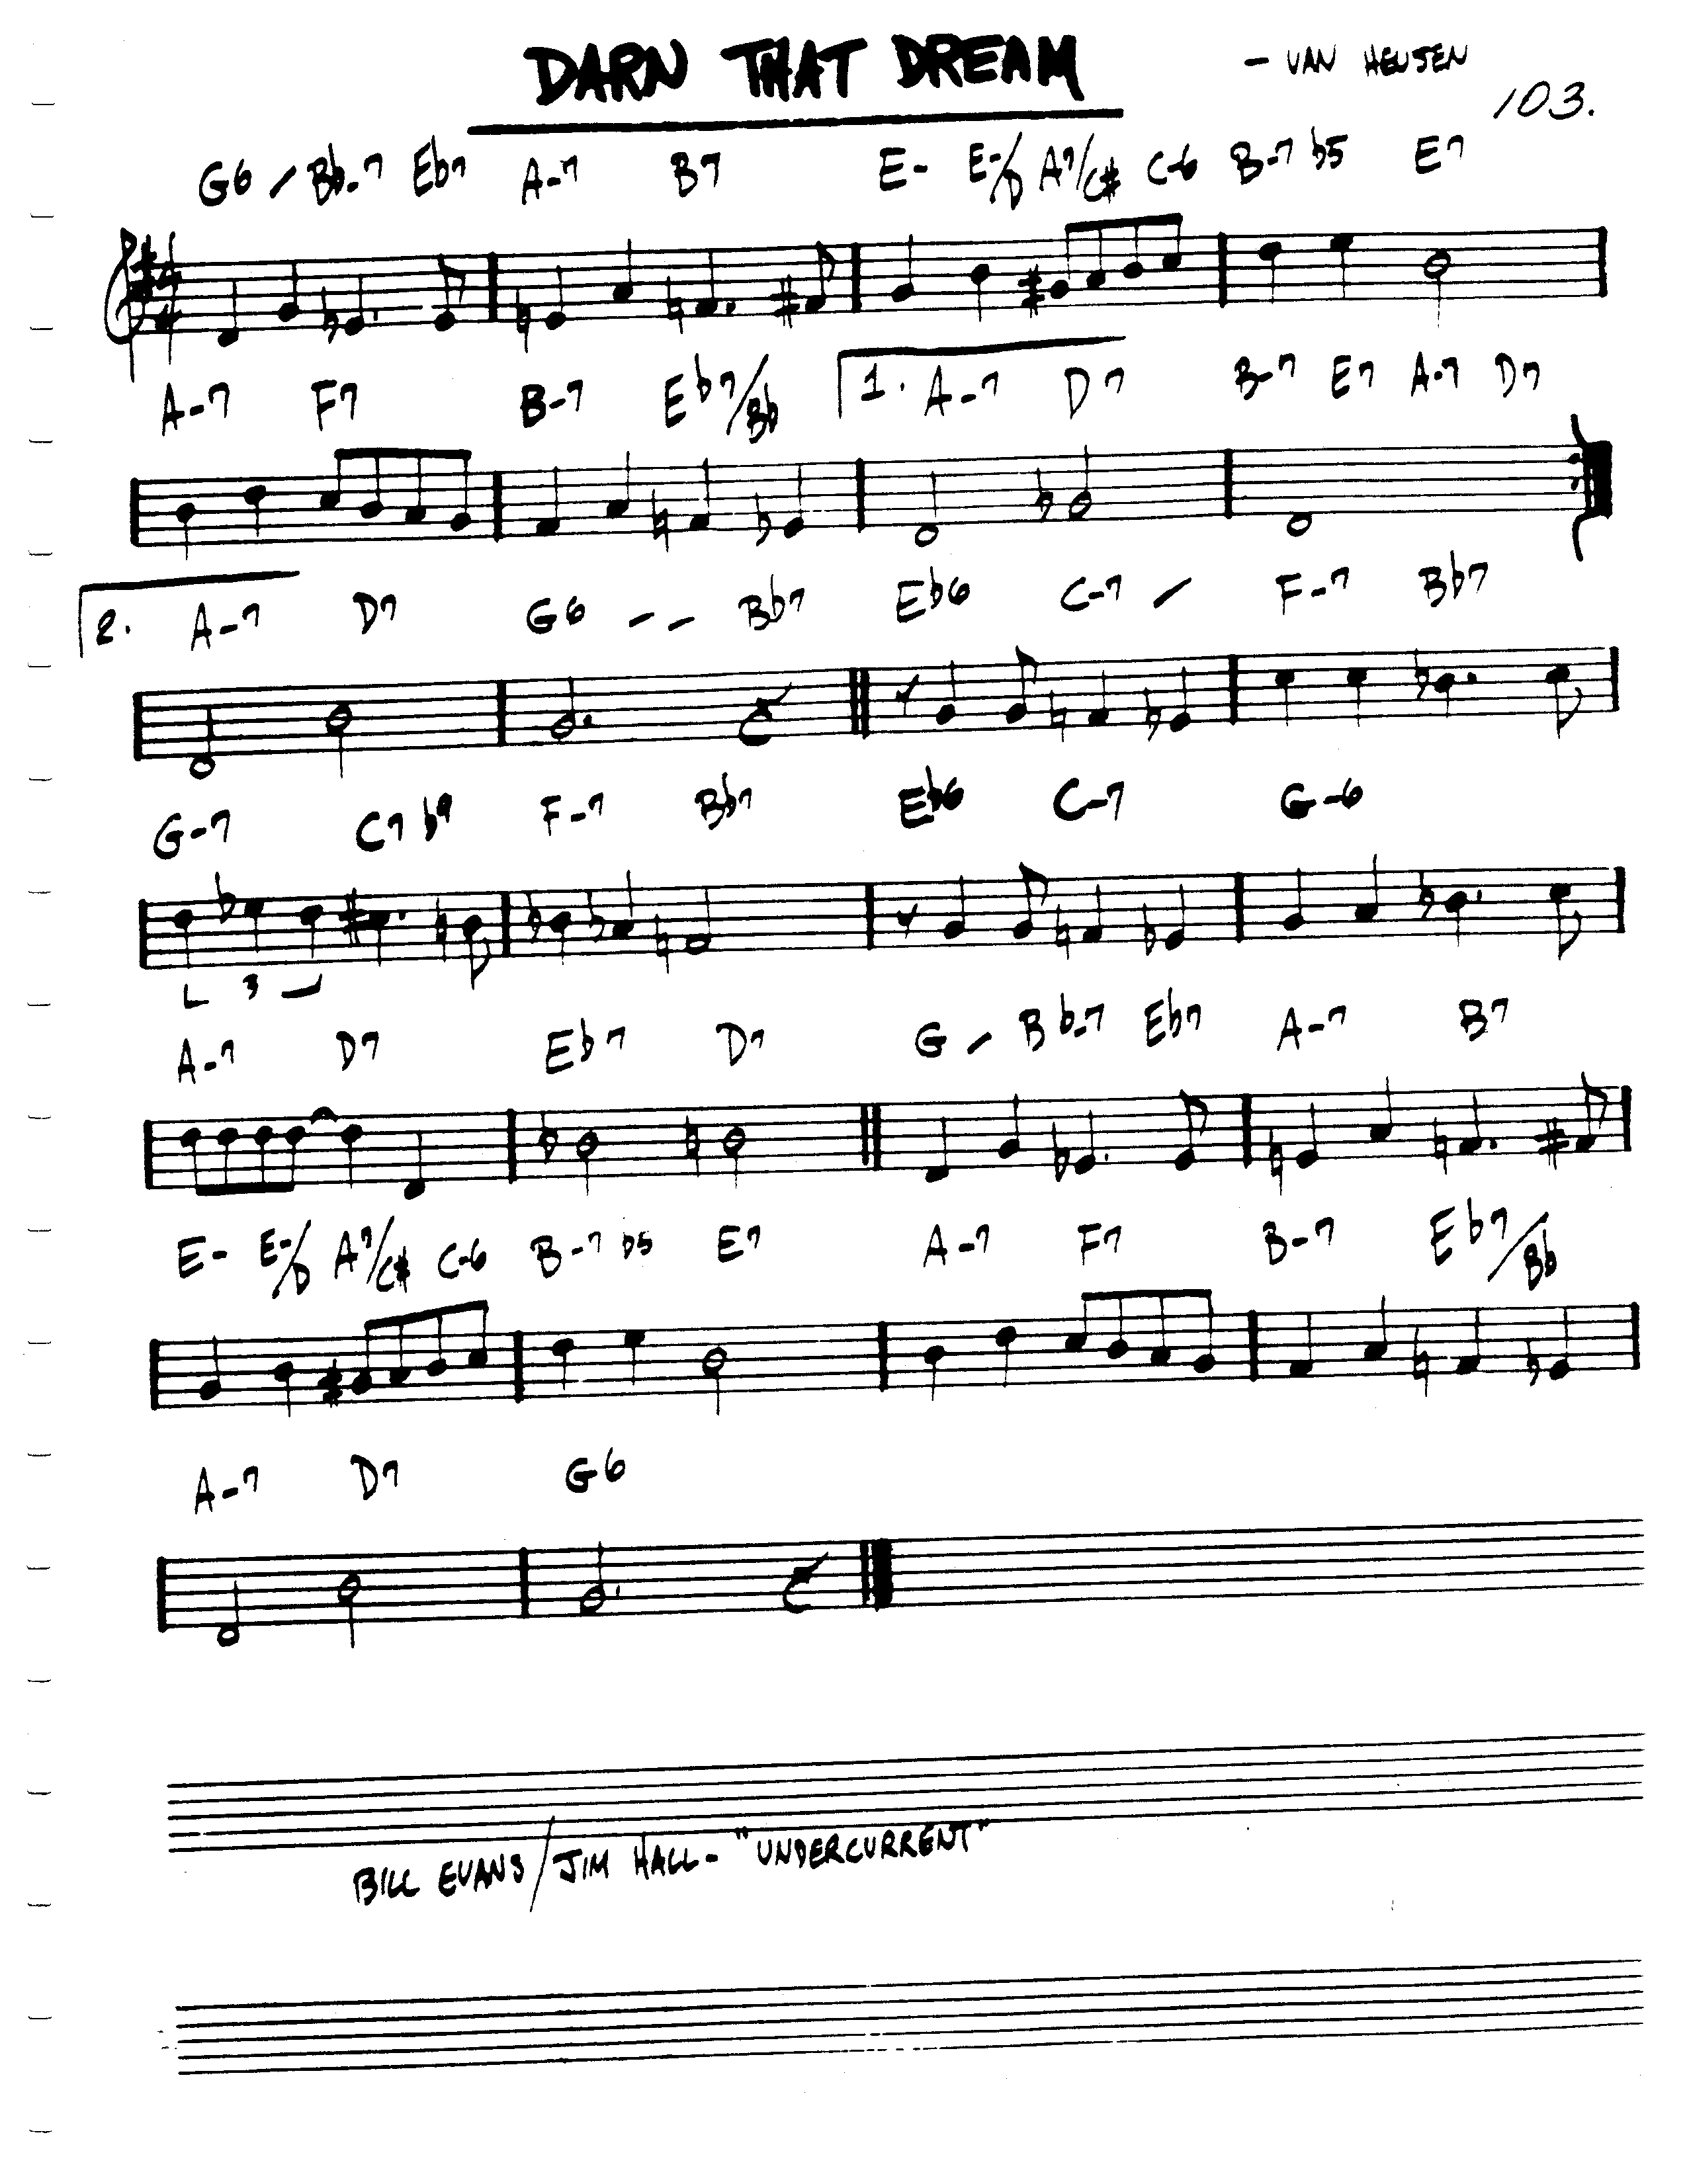 DARN THAT DREAM
- VAN HEUSEN
103.
G6 - Bb-7 Eb7 A-7 B7 E- E-/D A7/C# C-6 B-7 b5 E7
A-7 F7 B-7 Eb7/Bb 1. A-7 D7 B-7 E7 A-7 D7
2. A-7 D7 G6 - - Bb7 Eb6 C-7 - F-7 Bb7
G-7 C7 b9 F-7 Bb7 Eb6 C-7 G-6
3
A-7 D7 Eb7 D7 G - Bb-7 Eb7 A-7 B7
E- E-/D A7/C# C-6 B-7 b5 E7 A-7 F7 B-7 Eb7/Bb
A-7 D7 G6
BILL EVANS/JIM HALL - "UNDERCURRENT"